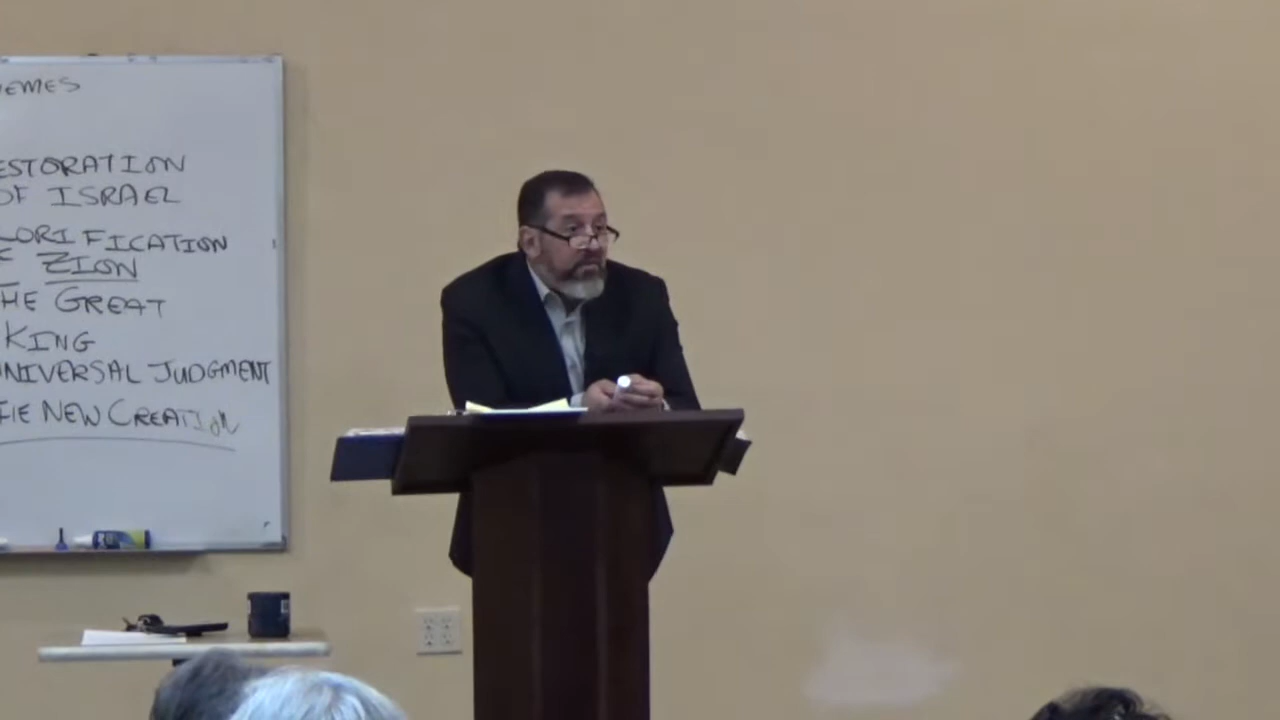 EMES
ESTORATION
OF ISRAEL
LORIFICATION
ZION
HE GREAT
KING
NIVERSAL JUDGMENT
HE NEW CREATION